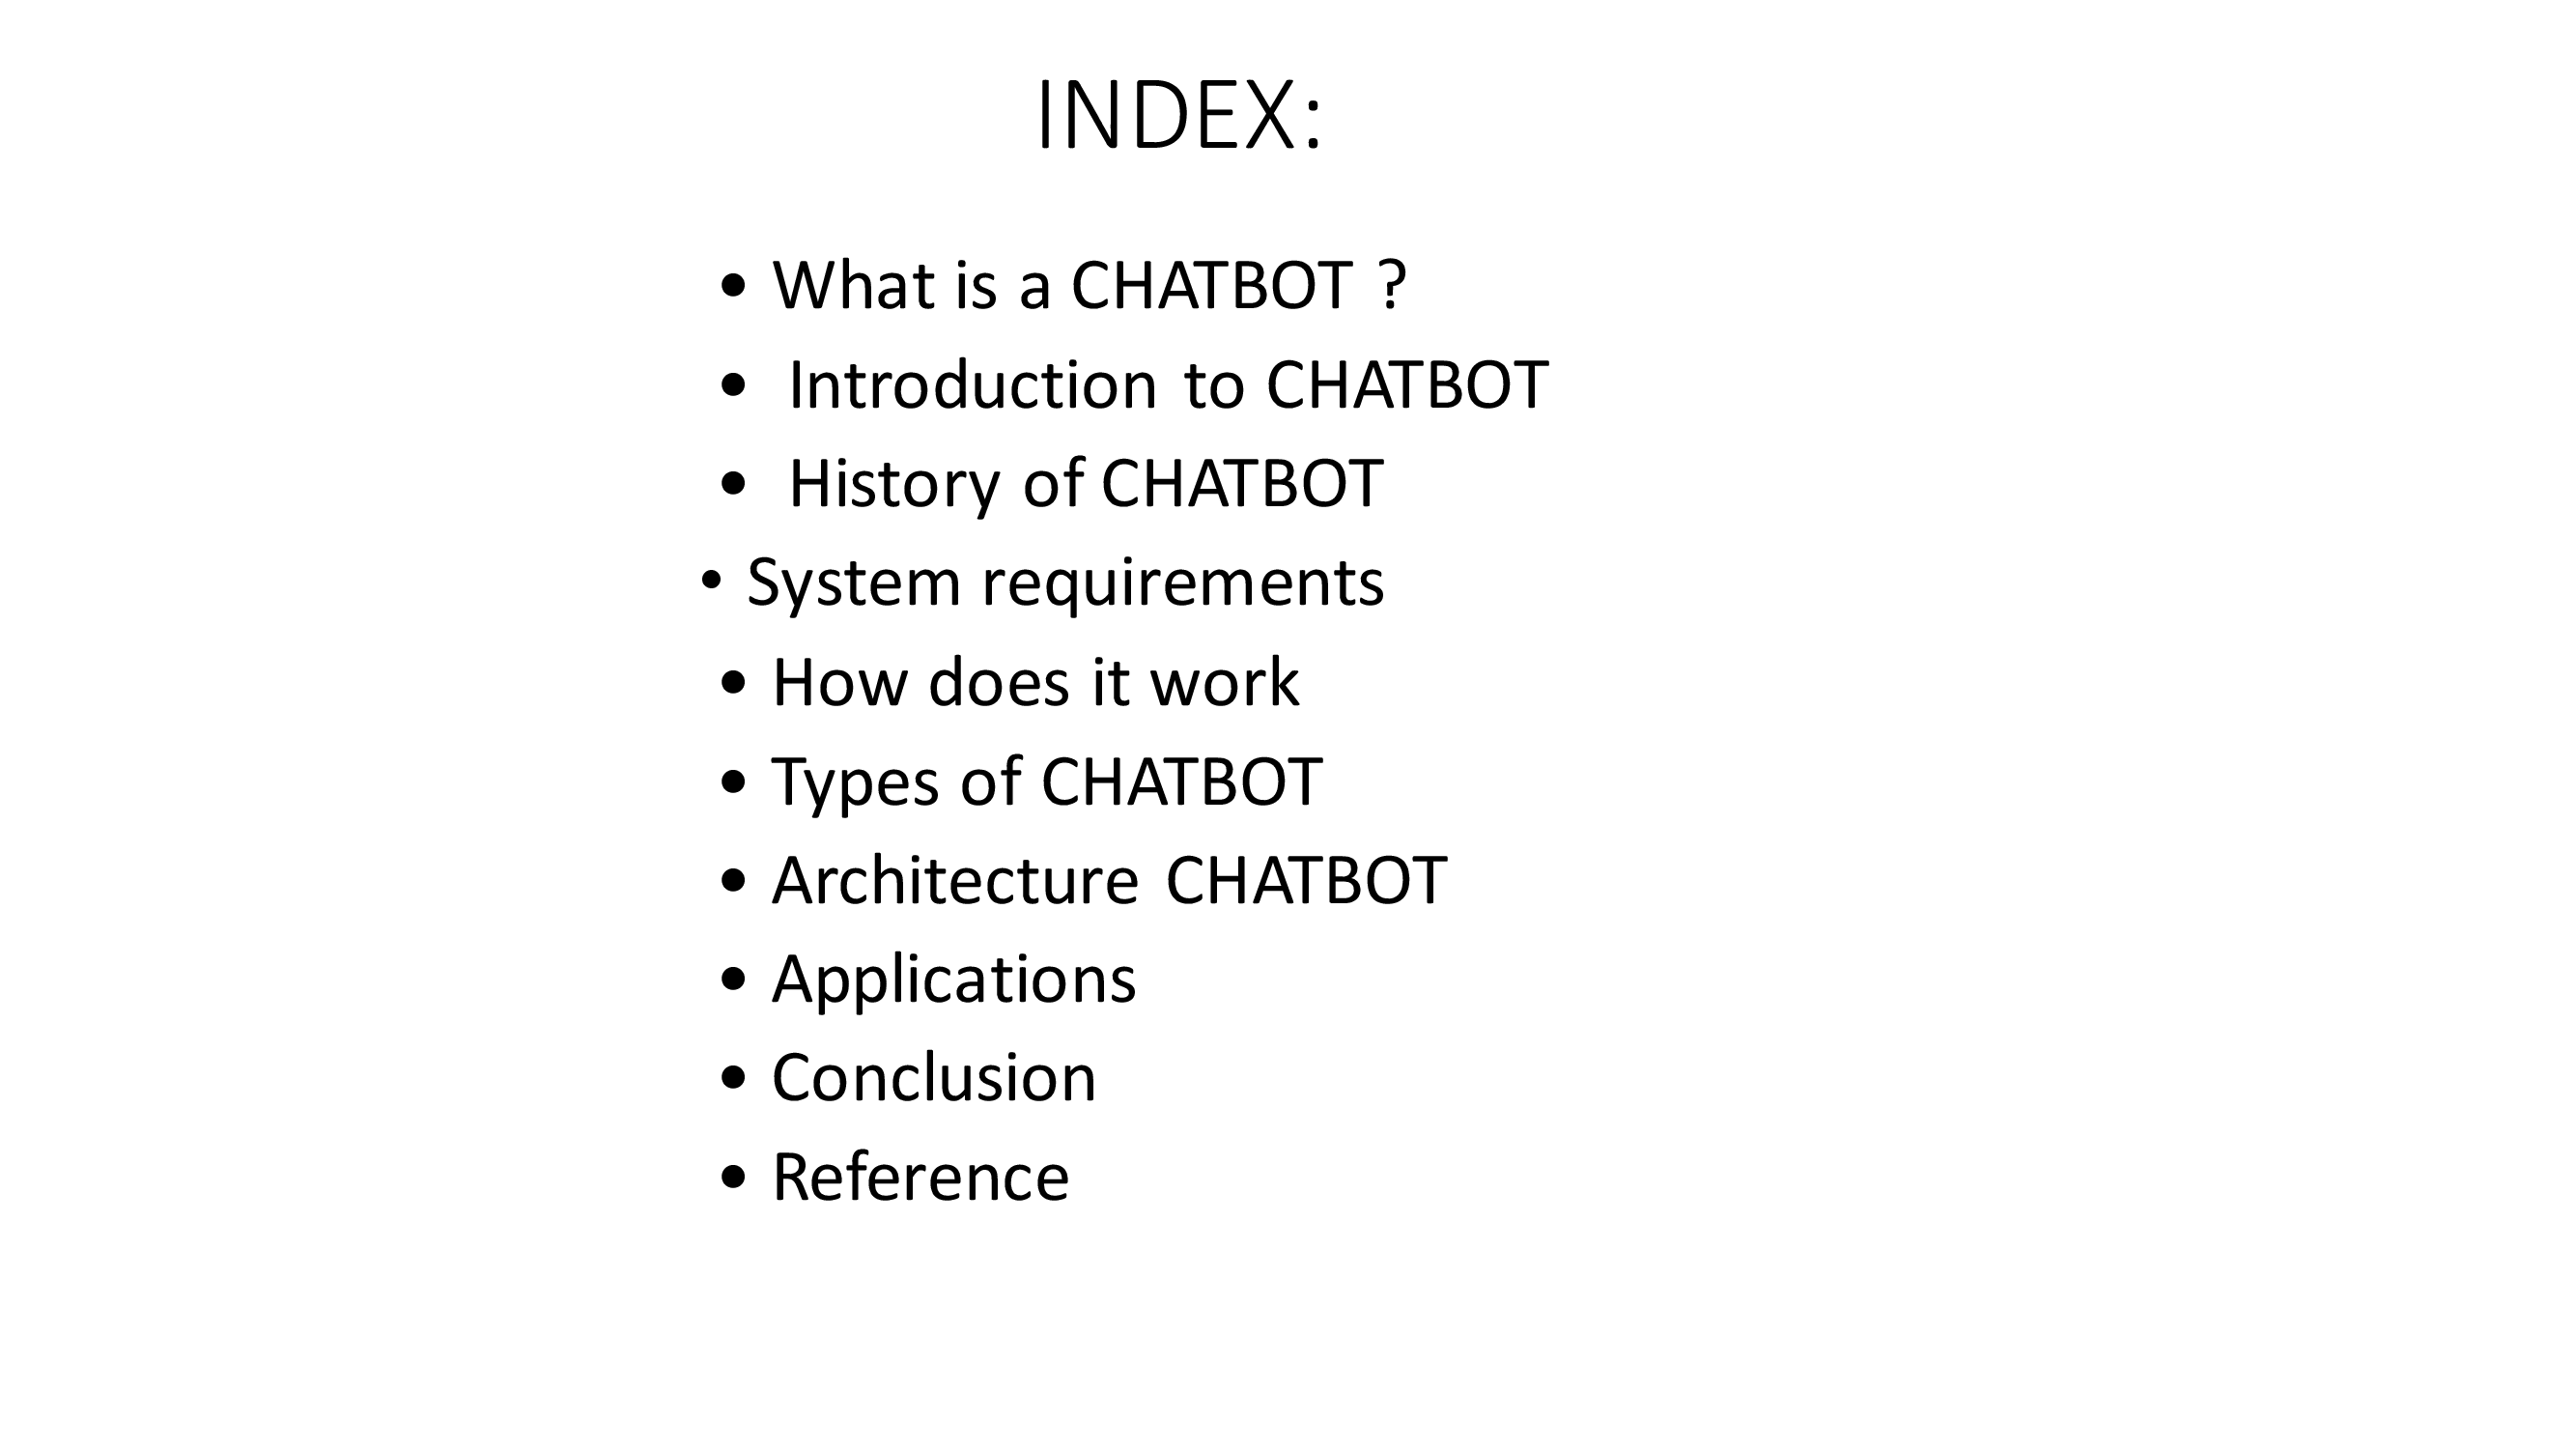 INDEX:
• What is a CHATBOT ?
• Introduction to CHATBOT
• History of CHATBOT
• System requirements
• How does it work
• Types of CHATBOT
• Architecture CHATBOT
• Applications
• Conclusion
• Reference